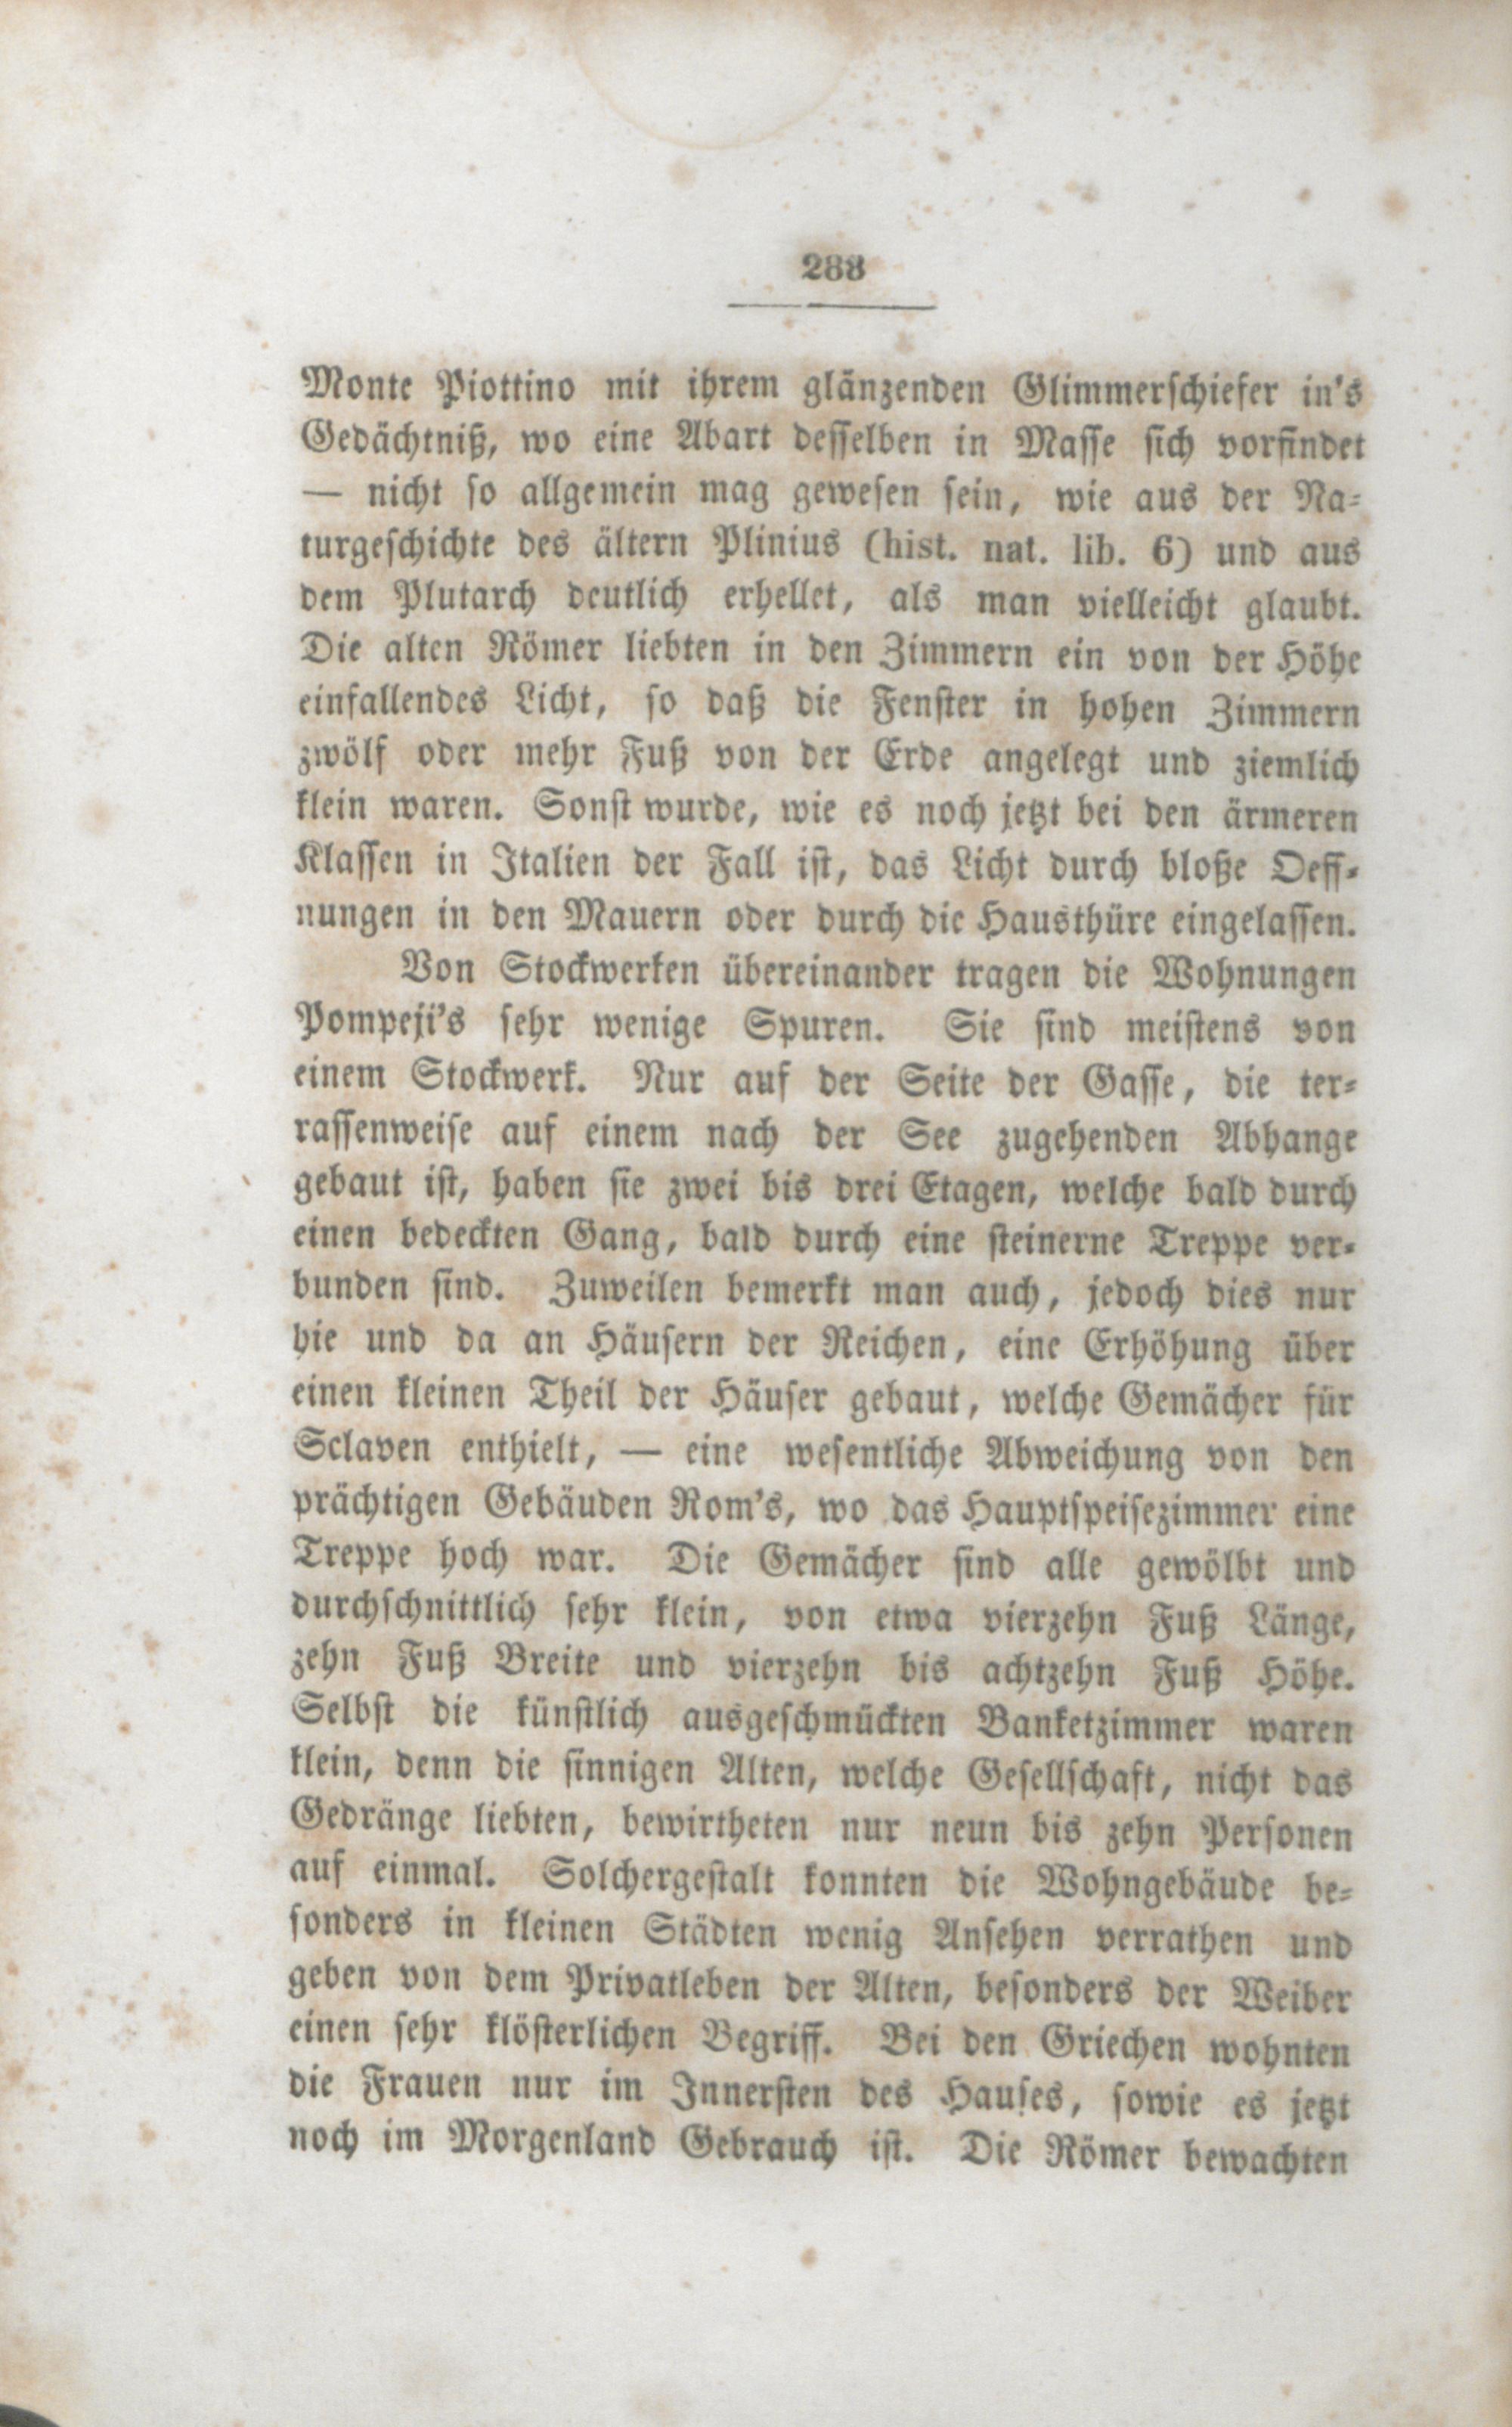 288
Monte Piottino mit ihrem glänzenden Glimmerschiefer in's
Gedächtniß, wo eine Abart desselben in Masse sich vorfindet
— nicht so allgemein mag gewesen sein, wie aus der Na-
turgeschichte des ältern Plinius (hist. nat. lib. 6) und aus
dem Plutarch deutlich erhellet, als man vielleicht glaubt.
Die alten Römer liebten in den Zimmern ein von der Höhe
einfallendes Licht, so daß die Fenster in hohen Zimmern
zwölf oder mehr Fuß von der Erde angelegt und ziemlich
klein waren. Sonst wurde, wie es noch jetzt bei den ärmeren
Klassen in Italien der Fall ist, das Licht durch bloße Oeff-
nungen in den Mauern oder durch die Hausthüre eingelassen.
Von Stockwerken übereinander tragen die Wohnungen
Pompeji's sehr wenige Spuren. Sie sind meistens von
einem Stockwerk. Nur auf der Seite der Gasse, die ter-
rassenweise auf einem nach der See zugehenden Abhange
gebaut ist, haben sie zwei bis drei Etagen, welche bald durch
einen bedeckten Gang, bald durch eine steinerne Treppe ver-
bunden sind. Zuweilen bemerkt man auch, jedoch dies nur
hie und da an Häusern der Reichen, eine Erhöhung über
einen kleinen Theil der Häuser gebaut, welche Gemächer für
Sclaven enthielt, — eine wesentliche Abweichung von den
prächtigen Gebäuden Rom's, wo das Hauptspeisezimmer eine
Treppe hoch war. Die Gemächer sind alle gewölbt und
durchschnittlich sehr klein, von etwa vierzehn Fuß Länge,
zehn Fuß Breite und vierzehn bis achtzehn Fuß Höhe.
Selbst die künstlich ausgeschmückten Banketzimmer waren
klein, denn die sinnigen Alten, welche Gesellschaft, nicht das
Gedränge liebten, bewirtheten nur neun bis zehn Personen
auf einmal. Solchergestalt konnten die Wohngebäude be-
sonders in kleinen Städten wenig Ansehen verrathen und
geben von dem Privatleben der Alten, besonders der Weiber
einen sehr klösterlichen Begriff. Bei den Griechen wohnten
die Frauen nur im Innersten des Hauses, sowie es jetzt
noch im Morgenland Gebrauch ist. Die Römer bewachten